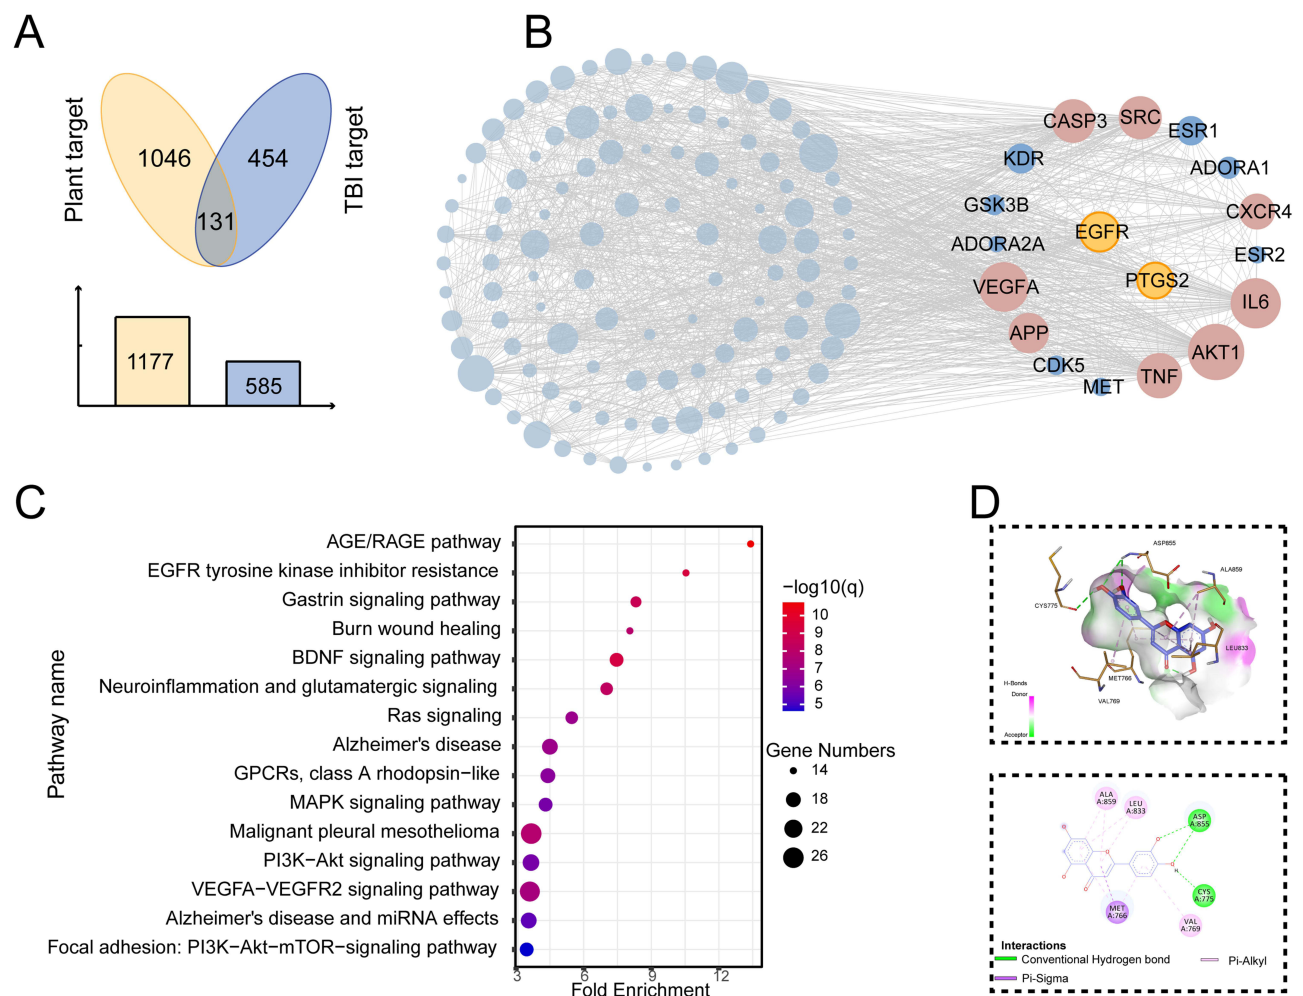 A
Plant target
1046
454
131
TBI target
1177
585
B
CASP3
SRC
ESR1
KDR
ADORA1
GSK3B
CXCR4
EGFR
ADORA2A
ESR2
PTGS2
VEGFA
IL6
APP
AKT1
CDK5
TNF
MET
C
Pathway name
AGE/RAGE pathway
EGFR tyrosine kinase inhibitor resistance
Gastrin signaling pathway
Burn wound healing
BDNF signaling pathway
Neuroinflammation and glutamatergic signaling
Ras signaling
Alzheimer's disease
GPCRs, class A rhodopsin−like
MAPK signaling pathway
Malignant pleural mesothelioma
PI3K−Akt signaling pathway
VEGFA−VEGFR2 signaling pathway
Alzheimer's disease and miRNA effects
Focal adhesion: PI3K−Akt−mTOR−signaling pathway
3 6 9 12
Fold Enrichment
−log10(q)
10
9
8
7
6
5
Gene Numbers
14
18
22
26
D
ASP855
ALA859
CYS775
LEU833
MET766
VAL769
H-Bonds
Donor
Acceptor
ALA
A:859
LEU
A:833
ASP
A:855
CYS
A:775
MET
A:766
VAL
A:769
Interactions
Conventional Hydrogen bond
Pi-Alkyl
Pi-Sigma